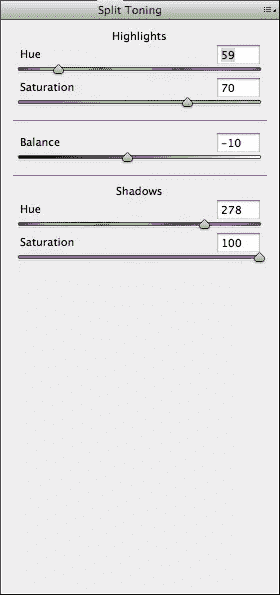 Split Toning
Highlights
Hue 59
Saturation 70
Balance -10
Shadows
Hue 278
Saturation 100